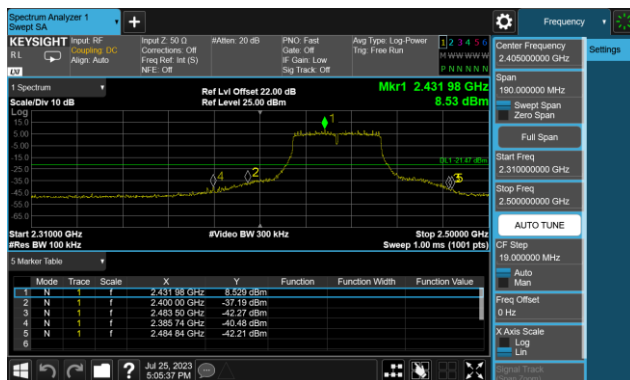 Spectrum Analyzer 1
Swept SA
Frequency
KEYSIGHT
RL
Input: RF
Coupling: DC
Align: Auto
Input Z: 50 Ω
Corrections: Off
Freq Ref: Int (S)
NFE: Off
#Atten: 20 dB
PNO: Fast
Gate: Off
IF Gain: Low
Sig Track: Off
Avg Type: Log-Power
Trig: Free Run
1 2 3 4 5 6
M W W W W W
P N N N N N
Center Frequency
2.405000000 GHz
Settings
Span
190.000000 MHz
Swept Span
Zero Span
Full Span
Start Freq
2.310000000 GHz
Stop Freq
2.500000000 GHz
AUTO TUNE
CF Step
19.000000 MHz
Auto
Man
Freq Offset
0 Hz
X Axis Scale
Log
Lin
Signal Track
1 Spectrum
Scale/Div 10 dB
Ref Lvl Offset 22.00 dB
Ref Level 25.00 dBm
Mkr1 2.431 98 GHz
8.53 dBm
Log
15.0
5.00
-5.00
-15.0
-25.0
-35.0
-45.0
-55.0
-65.0
1
2
4
DL1 -21.47 dBm
Start 2.31000 GHz
#Res BW 100 kHz
#Video BW 300 kHz
Stop 2.50000 GHz
Sweep 1.00 ms (1001 pts)
5 Marker Table
Mode Trace Scale X Y Function Function Width Function Value
1 N 1 f 2.431 98 GHz 8.529 dBm
2 N 1 f 2.400 00 GHz -37.19 dBm
3 N 1 f 2.483 50 GHz -42.27 dBm
4 N 1 f 2.385 74 GHz -40.48 dBm
5 N 1 f 2.484 84 GHz -42.21 dBm
6
?
Jul 25, 2023
5:05:37 PM